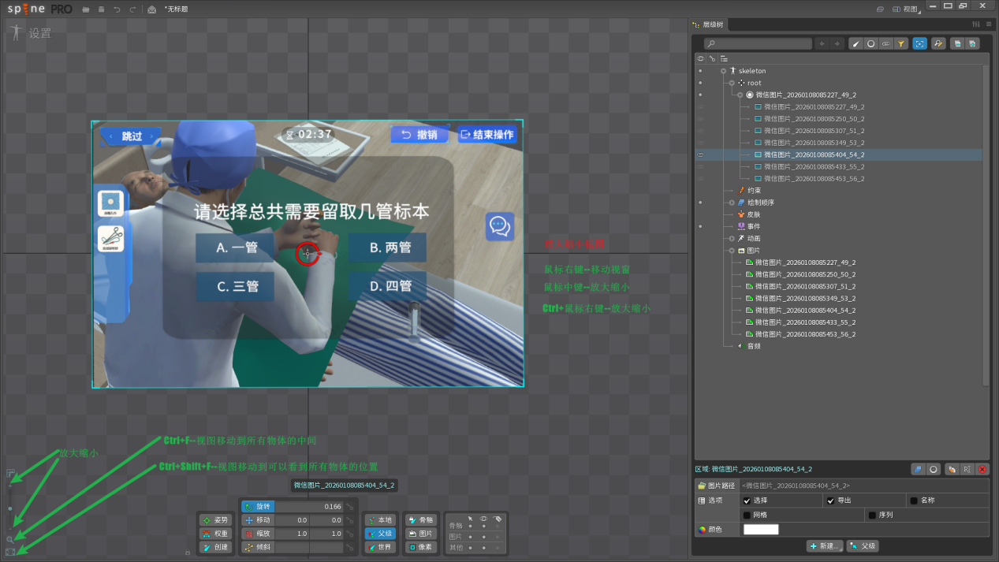 spine PRO
*无标题
视图
设置
跳过
02:37
撤销
结束操作
请选择总共需要留取几管标本
A. 一管
B. 两管
C. 三管
D. 四管
放大缩小视图
鼠标右键--移动视窗
鼠标中键--放大缩小
Ctrl+鼠标右键--放大缩小
Ctrl+F--视图移动到所有物体的中间
放大缩小
Ctrl+Shift+F--视图移动到可以看到所有物体的位置
微信图片_20260108085404_54_2
姿势
权重
创建
旋转 0.166
移动 0.0 0.0
缩放 1.0 1.0
倾斜
本地
父级
世界
骨骼
图片
像素
骨骼
图片
其他
层级树
skeleton
root
微信图片_20260108085227_49_2
微信图片_20260108085227_49_2
微信图片_20260108085250_50_2
微信图片_20260108085307_51_2
微信图片_20260108085349_53_2
微信图片_20260108085404_54_2
微信图片_20260108085433_55_2
微信图片_20260108085453_56_2
约束
绘制顺序
皮肤
事件
动画
图片
微信图片_20260108085227_49_2
微信图片_20260108085250_50_2
微信图片_20260108085307_51_2
微信图片_20260108085349_53_2
微信图片_20260108085404_54_2
微信图片_20260108085433_55_2
微信图片_20260108085453_56_2
音频
区域: 微信图片_20260108085404_54_2
图片路径 <微信图片_20260108085404_54_2>
选项 选择 导出 名称
网格 序列
颜色
新建... 父级